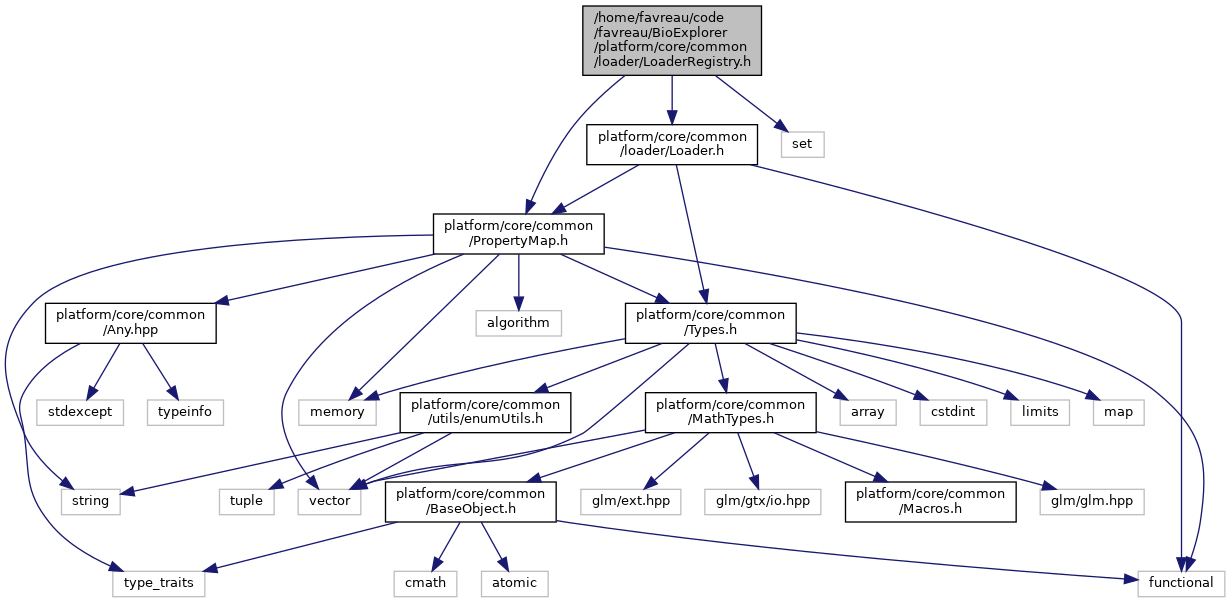 /home/favreau/code
/favreau/BioExplorer
/platform/core/common
/loader/LoaderRegistry.h
platform/core/common
/loader/Loader.h
set
platform/core/common
/PropertyMap.h
platform/core/common
/Any.hpp
algorithm
platform/core/common
/Types.h
stdexcept
typeinfo
memory
platform/core/common
/utils/enumUtils.h
platform/core/common
/MathTypes.h
array
cstdint
limits
map
string
tuple
vector
platform/core/common
/BaseObject.h
glm/ext.hpp
glm/gtx/io.hpp
platform/core/common
/Macros.h
glm/glm.hpp
type_traits
cmath
atomic
functional